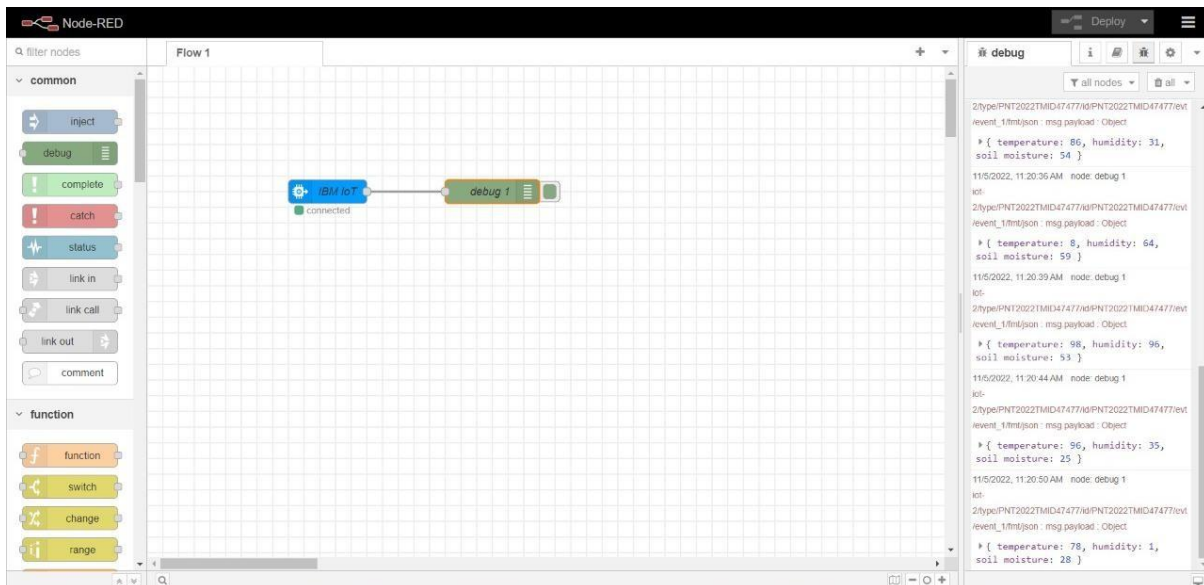 Node-RED
Deploy
filter nodes
common
inject
debug
complete
catch
status
link in
link call
link out
comment
function
function
switch
change
range
Flow 1
IBM IoT
connected
debug 1
debug
all nodes
all
2/type/PNT2022TMID47477/id/PNT2022TMID47477/evt
/event_1/fmt/json : msg.payload : Object
{ temperature: 86, humidity: 31,
soil moisture: 54 }
11/5/2022, 11:20:36 AM node: debug 1
iot-
2/type/PNT2022TMID47477/id/PNT2022TMID47477/evt
/event_1/fmt/json : msg.payload : Object
{ temperature: 8, humidity: 64,
soil moisture: 59 }
11/5/2022, 11:20:39 AM node: debug 1
iot-
2/type/PNT2022TMID47477/id/PNT2022TMID47477/evt
/event_1/fmt/json : msg.payload : Object
{ temperature: 98, humidity: 96,
soil moisture: 53 }
11/5/2022, 11:20:44 AM node: debug 1
iot-
2/type/PNT2022TMID47477/id/PNT2022TMID47477/evt
/event_1/fmt/json : msg.payload : Object
{ temperature: 96, humidity: 35,
soil moisture: 25 }
11/5/2022, 11:20:50 AM node: debug 1
iot-
2/type/PNT2022TMID47477/id/PNT2022TMID47477/evt
/event_1/fmt/json : msg.payload : Object
{ temperature: 78, humidity: 1,
soil moisture: 28 }